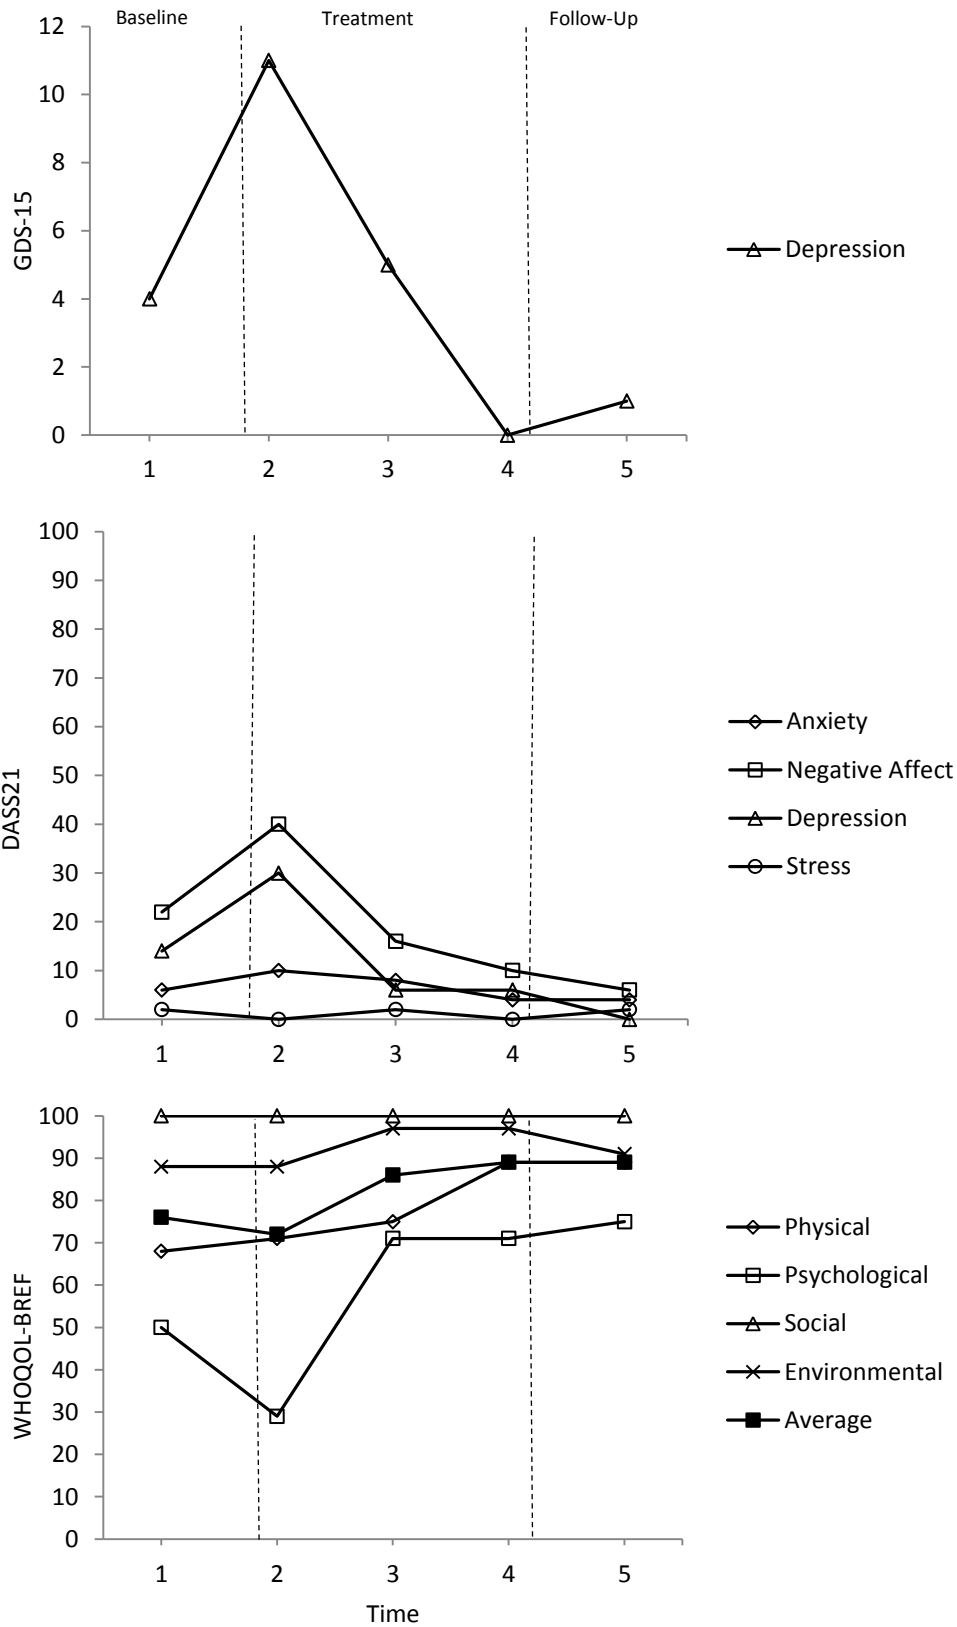 Baseline Treatment Follow-Up
12
10
8
6
4
2
0
GDS-15
1 2 3 4 5
Depression
100
90
80
70
60
50
40
30
20
10
0
DASS21
1 2 3 4 5
Anxiety
Negative Affect
Depression
Stress
100
90
80
70
60
50
40
30
20
10
0
WHOQOL-BREF
1 2 3 4 5
Time
Physical
Psychological
Social
Environmental
Average